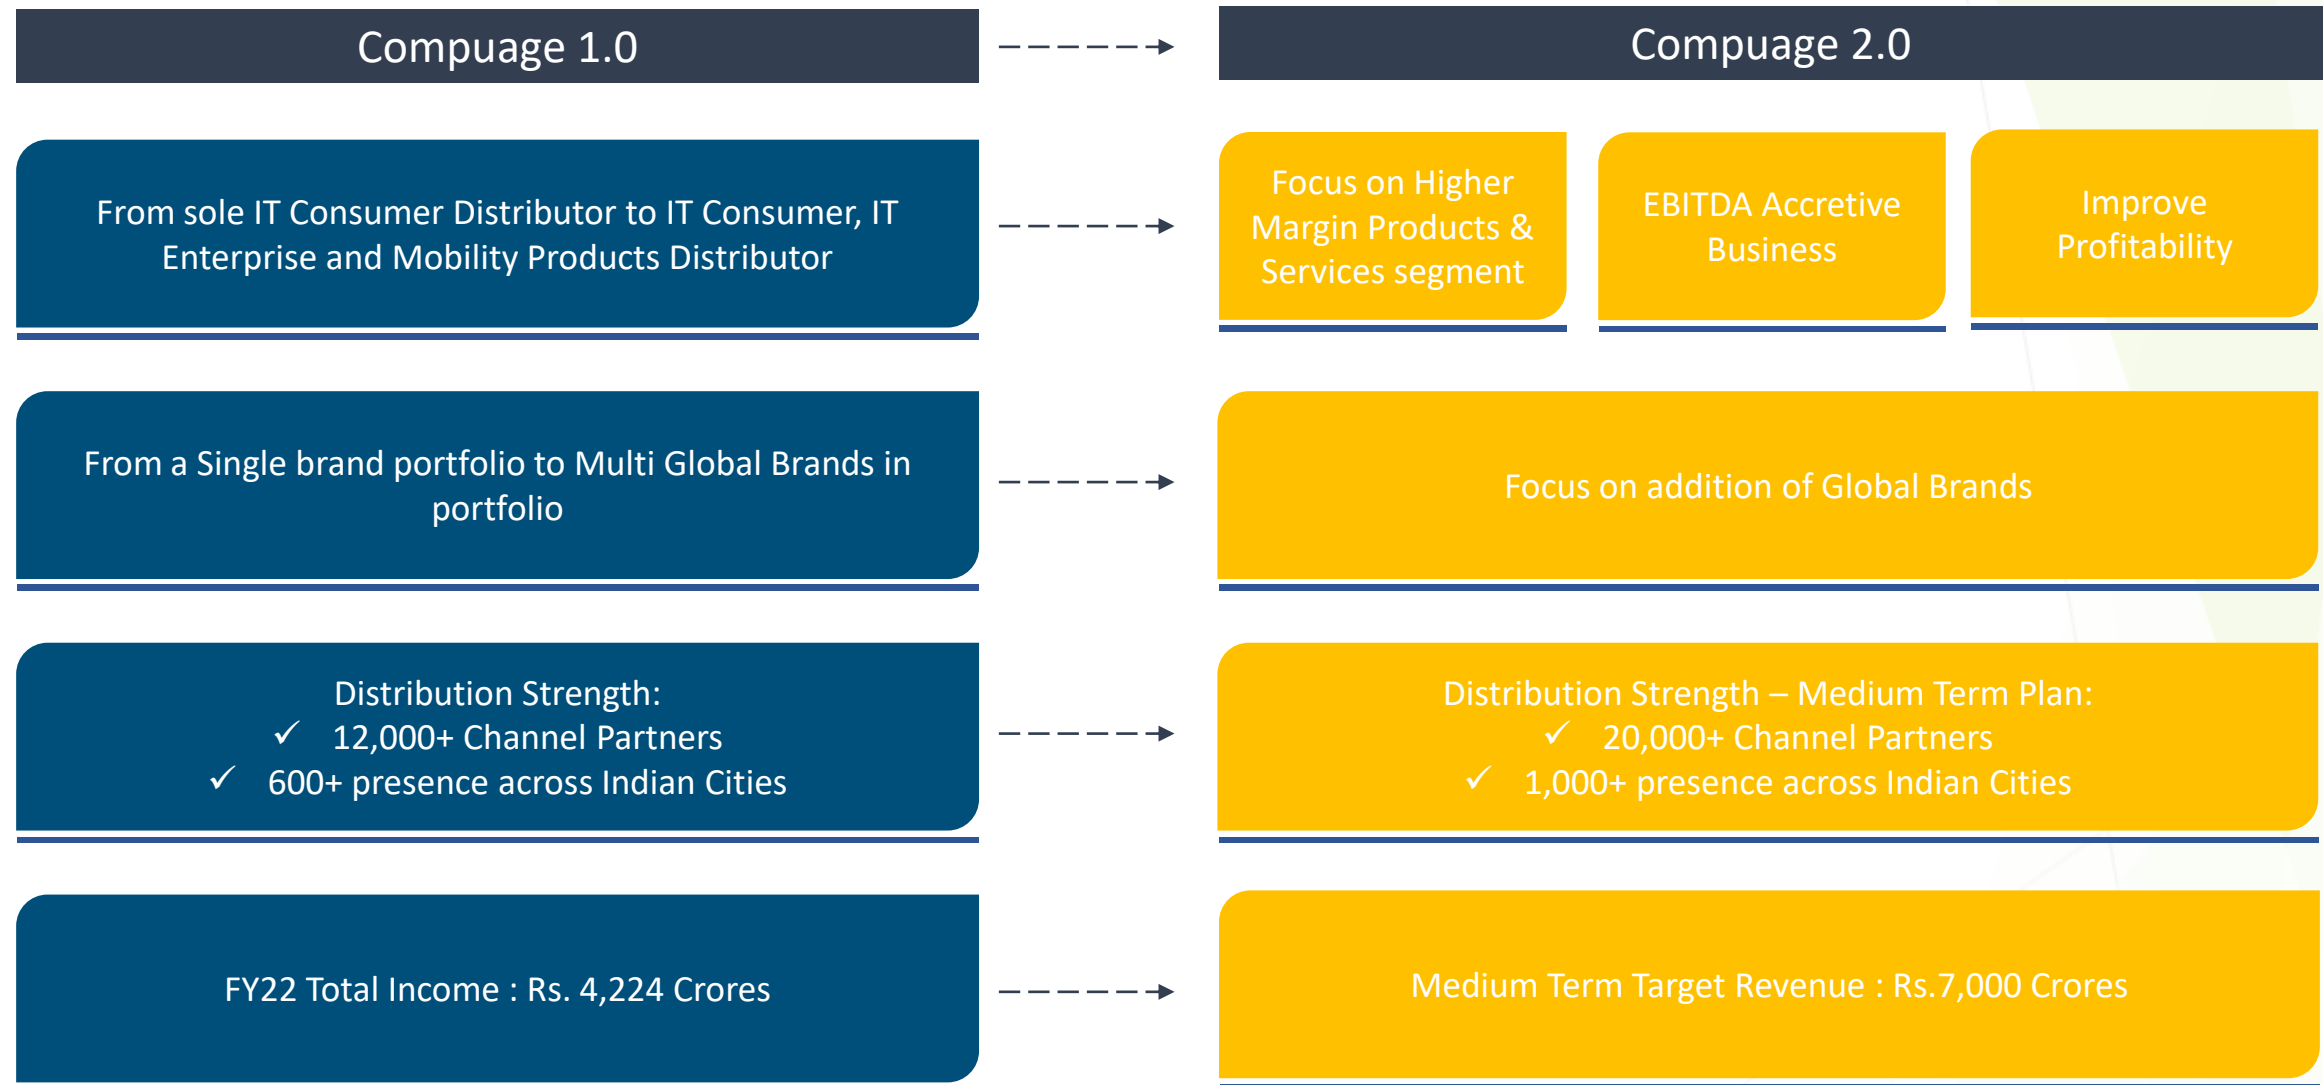 Compuage 1.0
Compuage 2.0
From sole IT Consumer Distributor to IT Consumer, IT
Enterprise and Mobility Products Distributor
Focus on Higher
Margin Products &
Services segment
EBITDA Accretive
Business
Improve
Profitability
From a Single brand portfolio to Multi Global Brands in
portfolio
Focus on addition of Global Brands
Distribution Strength:
✓ 12,000+ Channel Partners
✓ 600+ presence across Indian Cities
Distribution Strength – Medium Term Plan:
✓ 20,000+ Channel Partners
✓ 1,000+ presence across Indian Cities
FY22 Total Income : Rs. 4,224 Crores
Medium Term Target Revenue : Rs.7,000 Crores